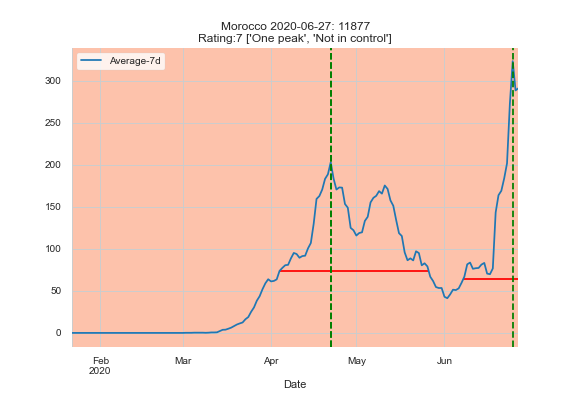 Morocco 2020-06-27: 11877
Rating:7 ['One peak', 'Not in control']
Average-7d
300
250
200
150
100
50
0
Feb
2020
Mar
Apr
May
Jun
Date